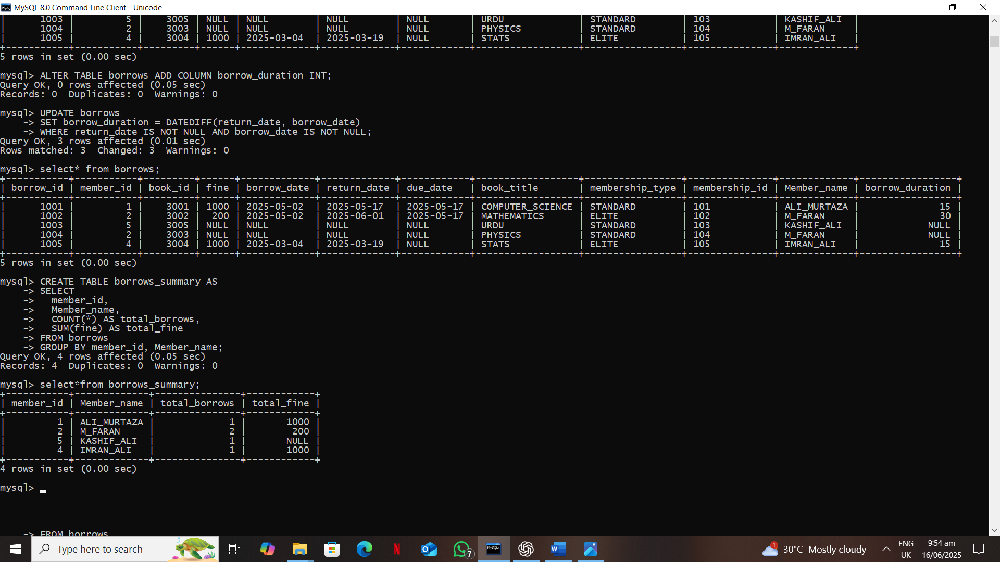 MySQL 8.0 Command Line Client - Unicode
|      1003 |          5 |    3005 | NULL | NULL        | NULL        | NULL       | URDU             | STANDARD        | 103           | KASHIF_ALI  |
|      1004 |          2 |    3003 | NULL | NULL        | NULL        | NULL       | PHYSICS          | STANDARD        | 104           | M_FARAN     |
|      1005 |          4 |    3004 | 1000 | 2025-03-04  | 2025-03-19  | NULL       | STATS            | ELITE           | 105           | IMRAN_ALI   |
+-----------+-----------+---------+------+-------------+-------------+------------+------------------+-----------------+---------------+-------------+
5 rows in set (0.00 sec)
mysql> ALTER TABLE borrows ADD COLUMN borrow_duration INT;
Query OK, 0 rows affected (0.05 sec)
Records: 0  Duplicates: 0  Warnings: 0
mysql> UPDATE borrows
    -> SET borrow_duration = DATEDIFF(return_date, borrow_date)
    -> WHERE return_date IS NOT NULL AND borrow_date IS NOT NULL;
Query OK, 3 rows affected (0.01 sec)
Rows matched: 3  Changed: 3  Warnings: 0
mysql> select* from borrows;
+-----------+-----------+---------+------+-------------+-------------+------------+------------------+-----------------+---------------+-------------+-----------------+
| borrow_id | member_id | book_id | fine | borrow_date | return_date | due_date   | book_title       | membership_type | membership_id | Member_name | borrow_duration |
+-----------+-----------+---------+------+-------------+-------------+------------+------------------+-----------------+---------------+-------------+-----------------+
|      1001 |         1 |    3001 | 1000 | 2025-05-02  | 2025-05-17  | 2025-05-17 | COMPUTER_SCIENCE | STANDARD        | 101           | ALI_MURTAZA |              15 |
|      1002 |         2 |    3002 |  200 | 2025-05-02  | 2025-06-01  | 2025-05-17 | MATHEMATICS      | ELITE           | 102           | M_FARAN     |              30 |
|      1003 |         5 |    3005 | NULL | NULL        | NULL        | NULL       | URDU             | STANDARD        | 103           | KASHIF_ALI  |            NULL |
|      1004 |         2 |    3003 | NULL | NULL        | NULL        | NULL       | PHYSICS          | STANDARD        | 104           | M_FARAN     |            NULL |
|      1005 |         4 |    3004 | 1000 | 2025-03-04  | 2025-03-19  | NULL       | STATS            | ELITE           | 105           | IMRAN_ALI   |              15 |
+-----------+-----------+---------+------+-------------+-------------+------------+------------------+-----------------+---------------+-------------+-----------------+
5 rows in set (0.00 sec)
mysql> CREATE TABLE borrows_summary AS
    -> SELECT
    ->   member_id,
    ->   Member_name,
    ->   COUNT(*) AS total_borrows,
    ->   SUM(fine) AS total_fine
    -> FROM borrows
    -> GROUP BY member_id, Member_name;
Query OK, 4 rows affected (0.05 sec)
Records: 4  Duplicates: 0  Warnings: 0
mysql> select*from borrows_summary;
+-----------+-------------+---------------+------------+
| member_id | Member_name | total_borrows | total_fine |
+-----------+-------------+---------------+------------+
|         1 | ALI_MURTAZA |             1 |       1000 |
|         2 | M_FARAN     |             2 |        200 |
|         5 | KASHIF_ALI  |             1 |       NULL |
|         4 | IMRAN_ALI   |             1 |       1000 |
+-----------+-------------+---------------+------------+
4 rows in set (0.00 sec)
mysql>
    -> FROM borrows
Type here to search
7
1
30°C Mostly cloudy
ENG
UK
9:54 am
16/06/2025